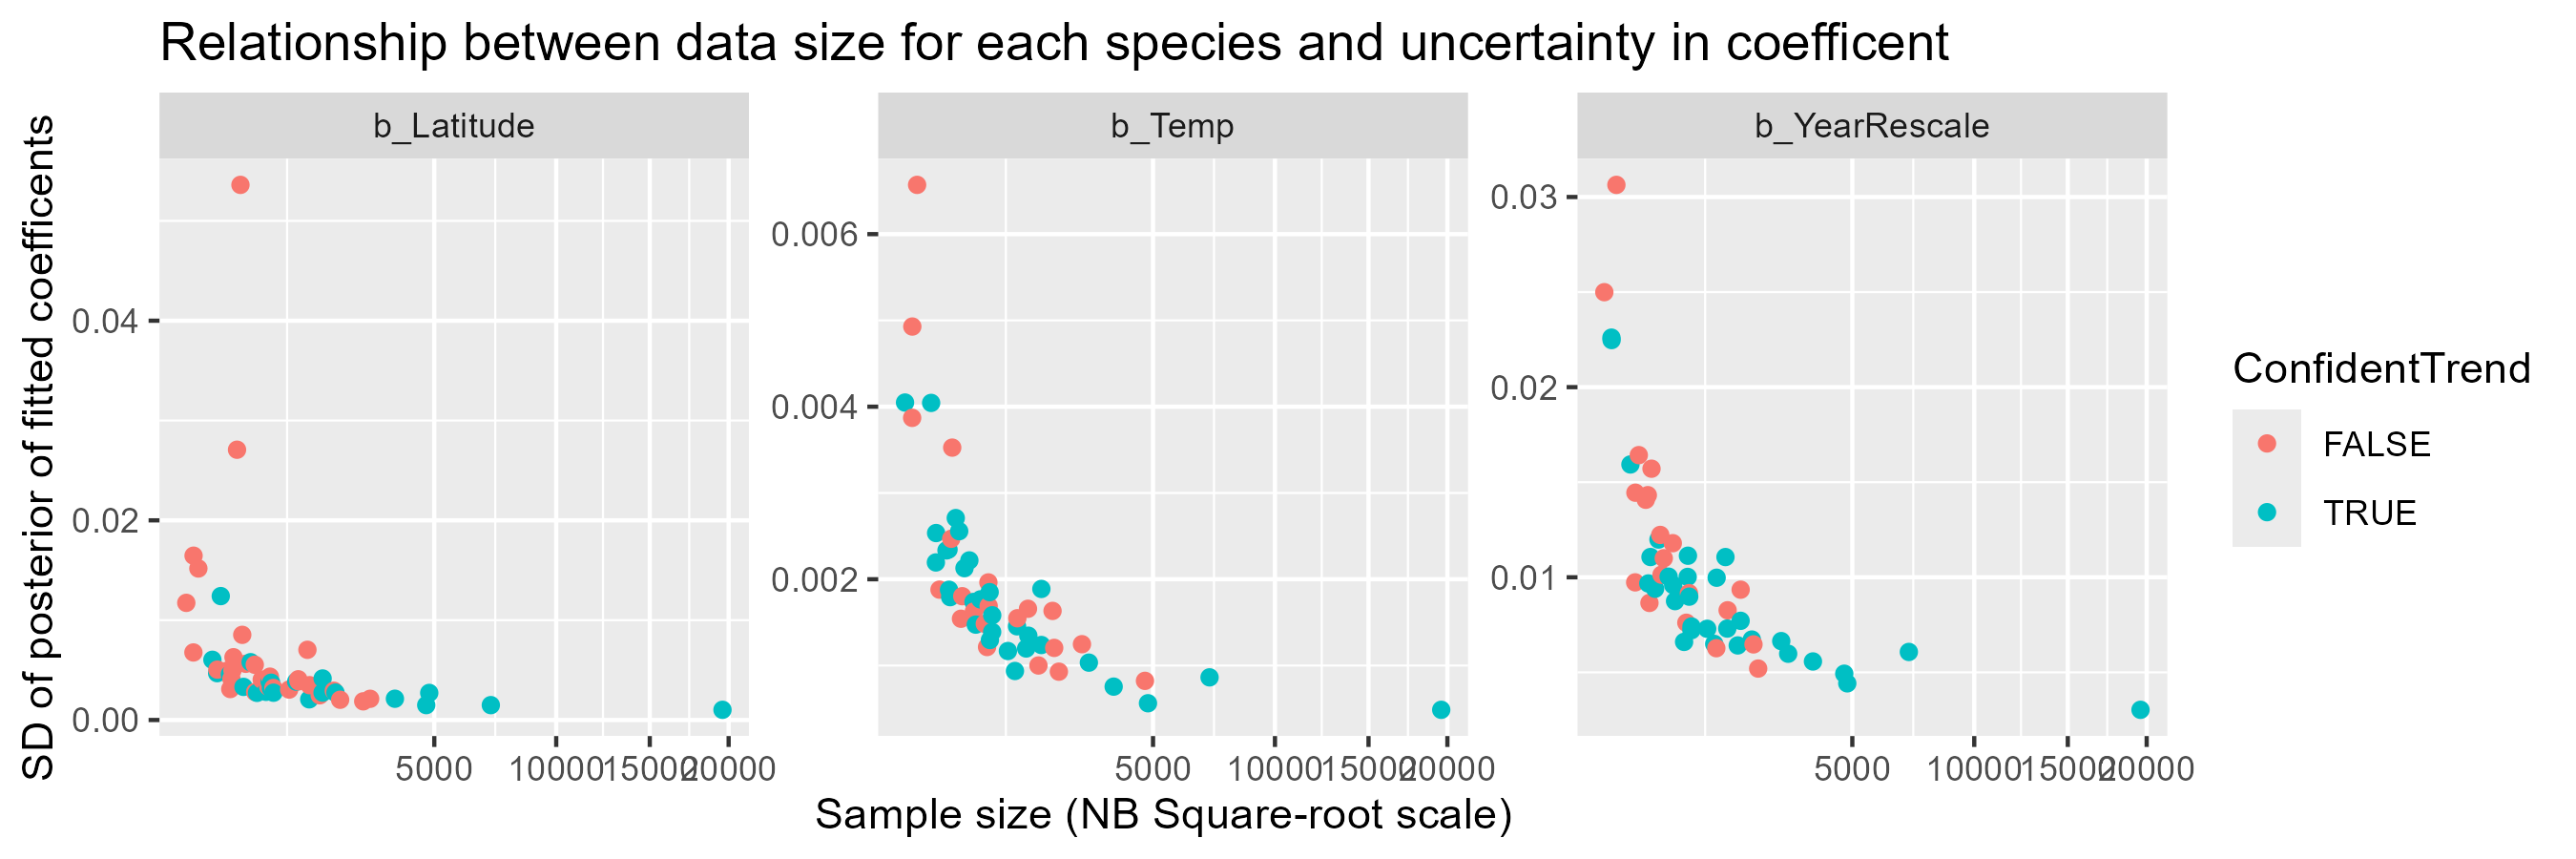 Relationship between data size for each species and uncertainty in coefficent
SD of posterior of fitted coefficents
b_Latitude
0.04
0.02
0.00
5000 10000 15000 20000
b_Temp
0.006
0.004
0.002
5000 10000 15000 20000
b_YearRescale
0.03
0.02
0.01
5000 10000 15000 20000
Sample size (NB Square-root scale)
ConfidentTrend
FALSE
TRUE